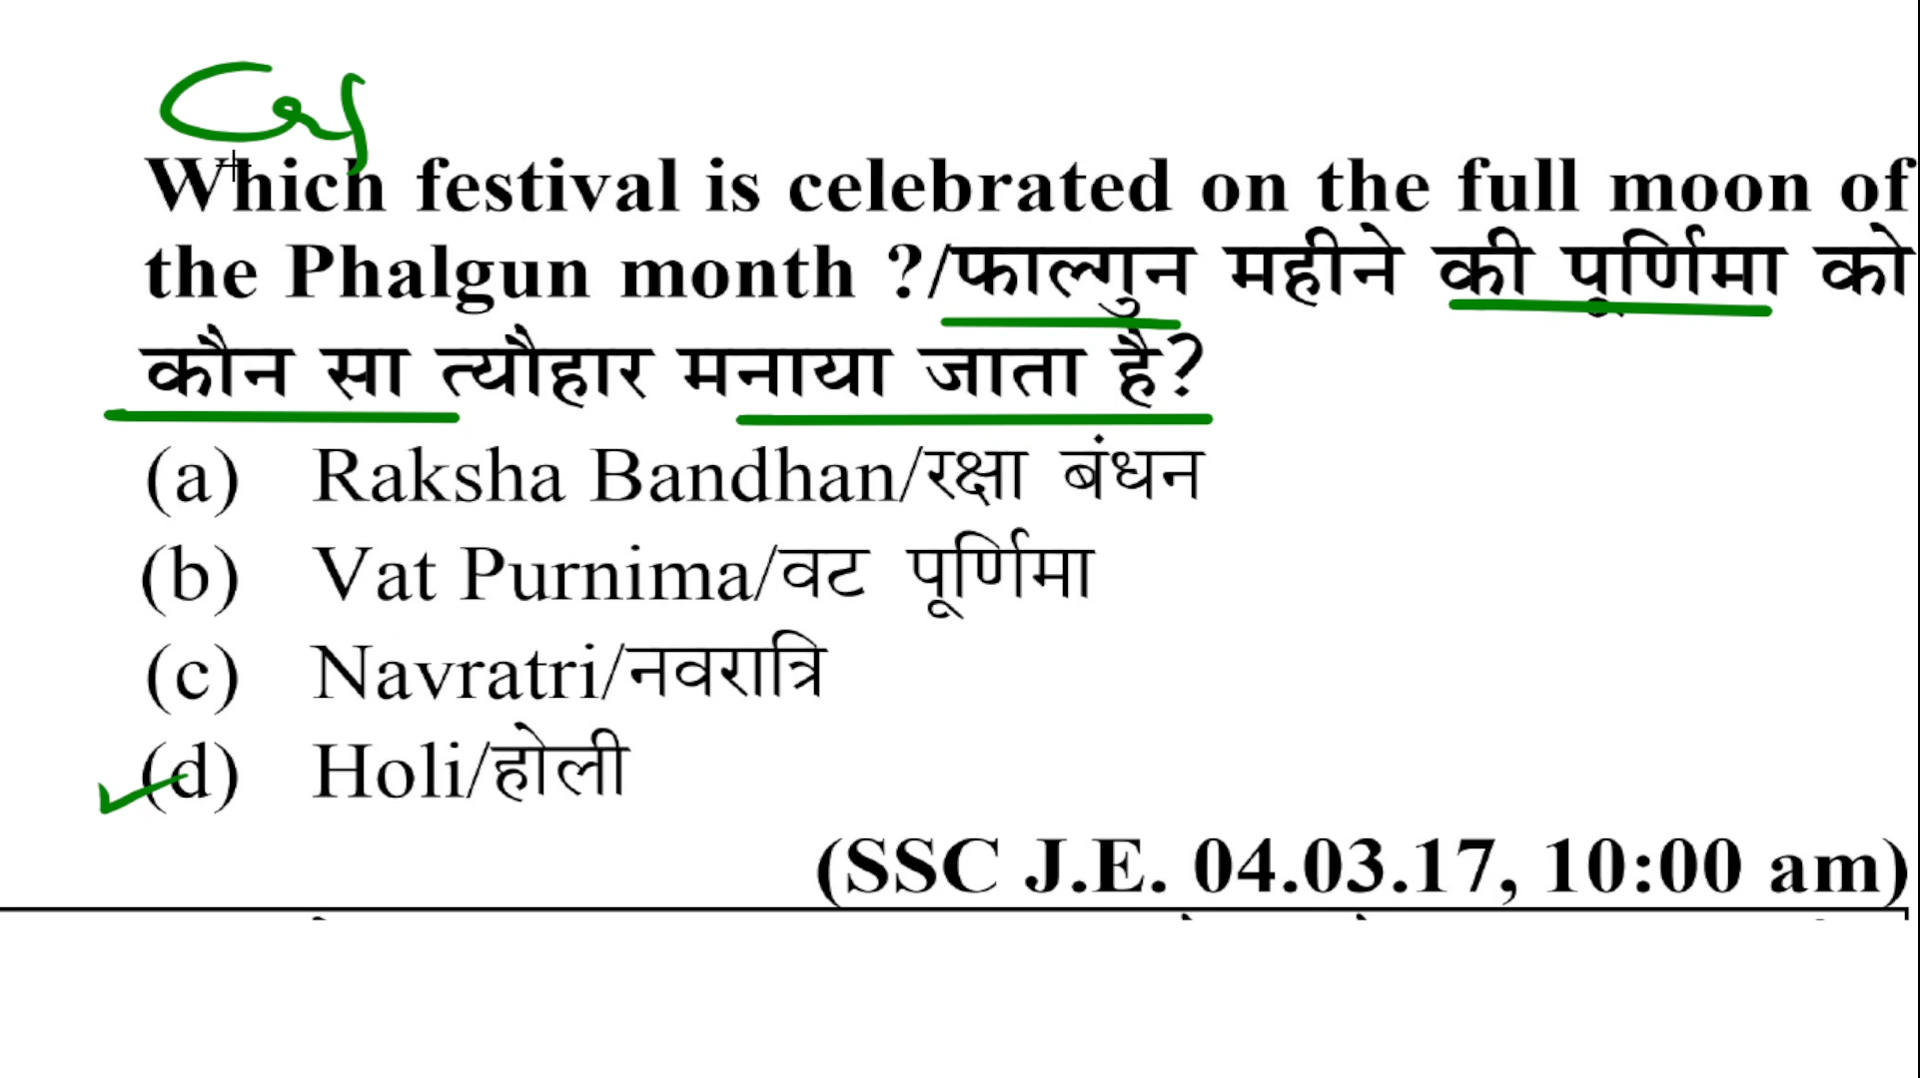 Which festival is celebrated on the full moon of
the Phalgun month ?/फाल्गुन महीने की पूर्णिमा को
कौन सा त्यौहार मनाया जाता है?
(a) Raksha Bandhan/रक्षा बंधन
(b) Vat Purnima/वट पूर्णिमा
(c) Navratri/नवरात्रि
(d) Holi/होली
(SSC J.E. 04.03.17, 10:00 am)